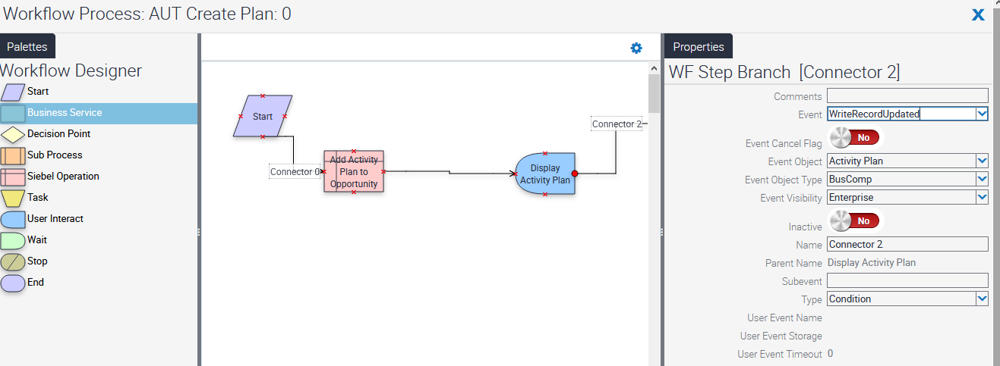 Workflow Process: AUT Create Plan: 0
X
Palettes
Workflow Designer
Start
Business Service
Decision Point
Sub Process
Siebel Operation
Task
User Interact
Wait
Stop
End
Start
Connector 0
Add Activity
Plan to
Opportunity
Display
Activity Plan
Connector 2
Properties
WF Step Branch [Connector 2]
Comments
Event WriteRecordUpdated
Event Cancel Flag No
Event Object Activity Plan
Event Object Type BusComp
Event Visibility Enterprise
Inactive No
Name Connector 2
Parent Name Display Activity Plan
Subevent
Type Condition
User Event Name
User Event Storage
User Event Timeout 0